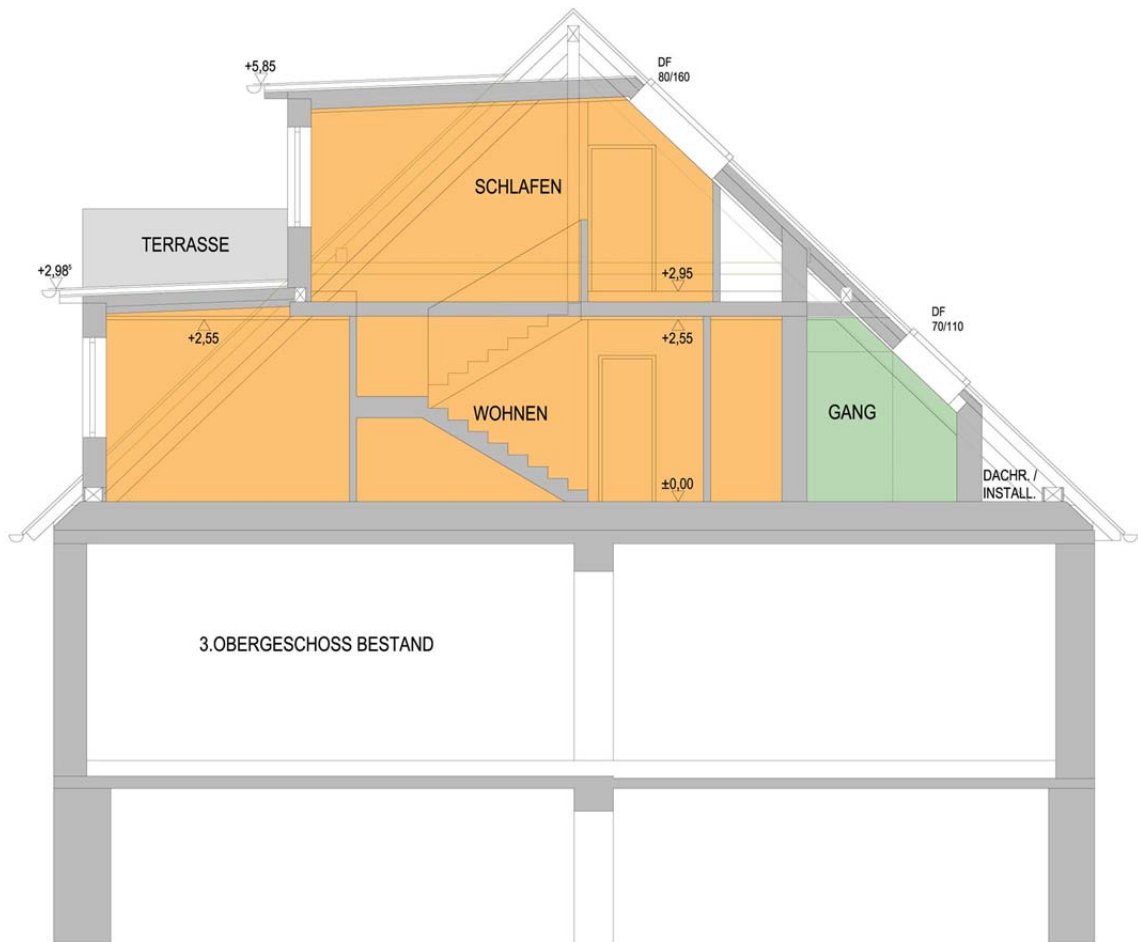 +5,85
DF
80/160
SCHLAFEN
TERRASSE
+2,98⁵
+2,95
DF
70/110
+2,55
+2,55
WOHNEN
GANG
±0,00
DACHR. /
INSTALL.
3.OBERGESCHOSS BESTAND